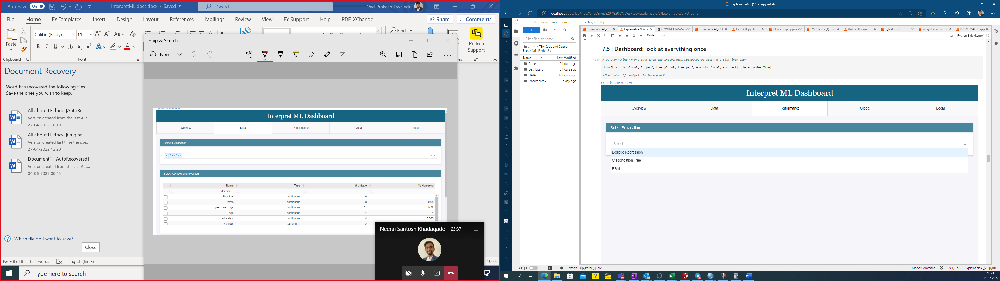 AutoSave On InterpretML docs.docx - Saved Search Ved Prakash Dwivedi
File Home EY Templates Insert Design Layout References Mailings Review View EY Support Help PDF-XChange Share Comments
Paste Calibri (Body) 11 Find
EY Tech
Support
Clipboard Font EY
Document Recovery
Word has recovered the following files.
Save the ones you wish to keep.
All about LE.docx [AutoRec...
Version created from the last Aut...
27-04-2022 18:19
All about LE.docx [Original]
Version created last time the use...
27-04-2022 12:20
Document1 [AutoRecovered]
Version created from the last Aut...
04-06-2022 00:45
Which file do I want to save?
Close
Page 8 of 8 834 words English (India) 100%
Type here to search
Snip & Sketch
New
Interpret ML Dashboard
Overview Data Performance Global Local
Select Explanation
× Train Data
Select Components to Graph
Name Type # Unique % Non-zero
filter data...
Principal continuous 6 1
terms continuous 3 0.95
past_due_days continuous 31 0.38
age continuous 31 1
education continuous 4 0.585
Gender categorical 2
Neeraj Santosh Khadagade 23:37
ExplainableA... (10) - JupyterLab
localhost:8888/lab/tree/OneDrive%20-%20EY/Desktop/ExplainableAI/ExplainableAI_v3.ipynb
File Edit View Run Kernel Tabs Settings Help
Filter files by name
/ ... / TEA Code and Output
Files / Skill Finder 2 /
Name Last Modified
Code 5 hours ago
Dashboard 3 hours ago
DATA 17 hours ago
Documenta... a day ago
ExplainableAI_v2.ip ExplainableAI_v3.ip C:\WINDOWS\Syst ExplainableAI_v3-C FY18 (1).ipynb New comp approa FY22 hikes (1).ipyn Untitled1.ipynb T_test.ipynb weighted score.ipy FUZZY MATCH.ipyr
Code Python 3 (ipykernel)
7.5 : Dashboard: look at everything once
[42]: # Do everything in one shot with the InterpretML Dashboard by passing a list into show
show([hist, lr_global, lr_perf, tree_global, tree_perf, ebm_bin_global, ebm_perf], share_tables=True)
#Check what if analysis in interpretML
Open in new window
Interpret ML Dashboard
Overview Data Performance Global Local
Select Explanation
Select...
Logistic Regression
Classification Tree
EBM
Simple 1 10 Python 3 (ipykernel) | Idle Mode: Command Ln 1, Col 1 ExplainableAI_v3.ipynb
13:41
15-07-2022